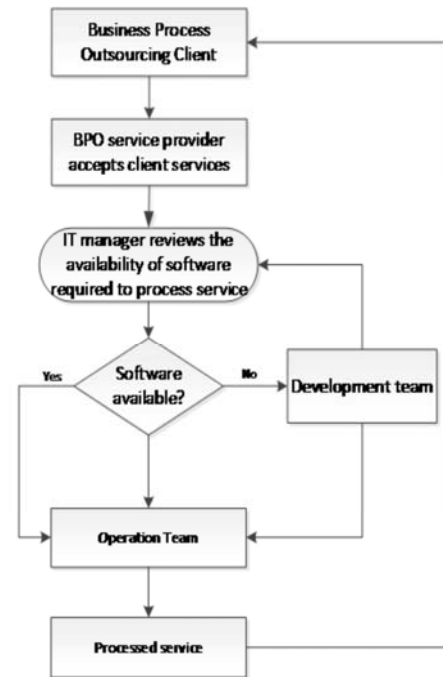 Business Process
Outsourcing Client
BPO service provider
accepts client services
IT manager reviews the
availability of software
required to process service
Software
available?
Yes
No
Development team
Operation Team
Processed service